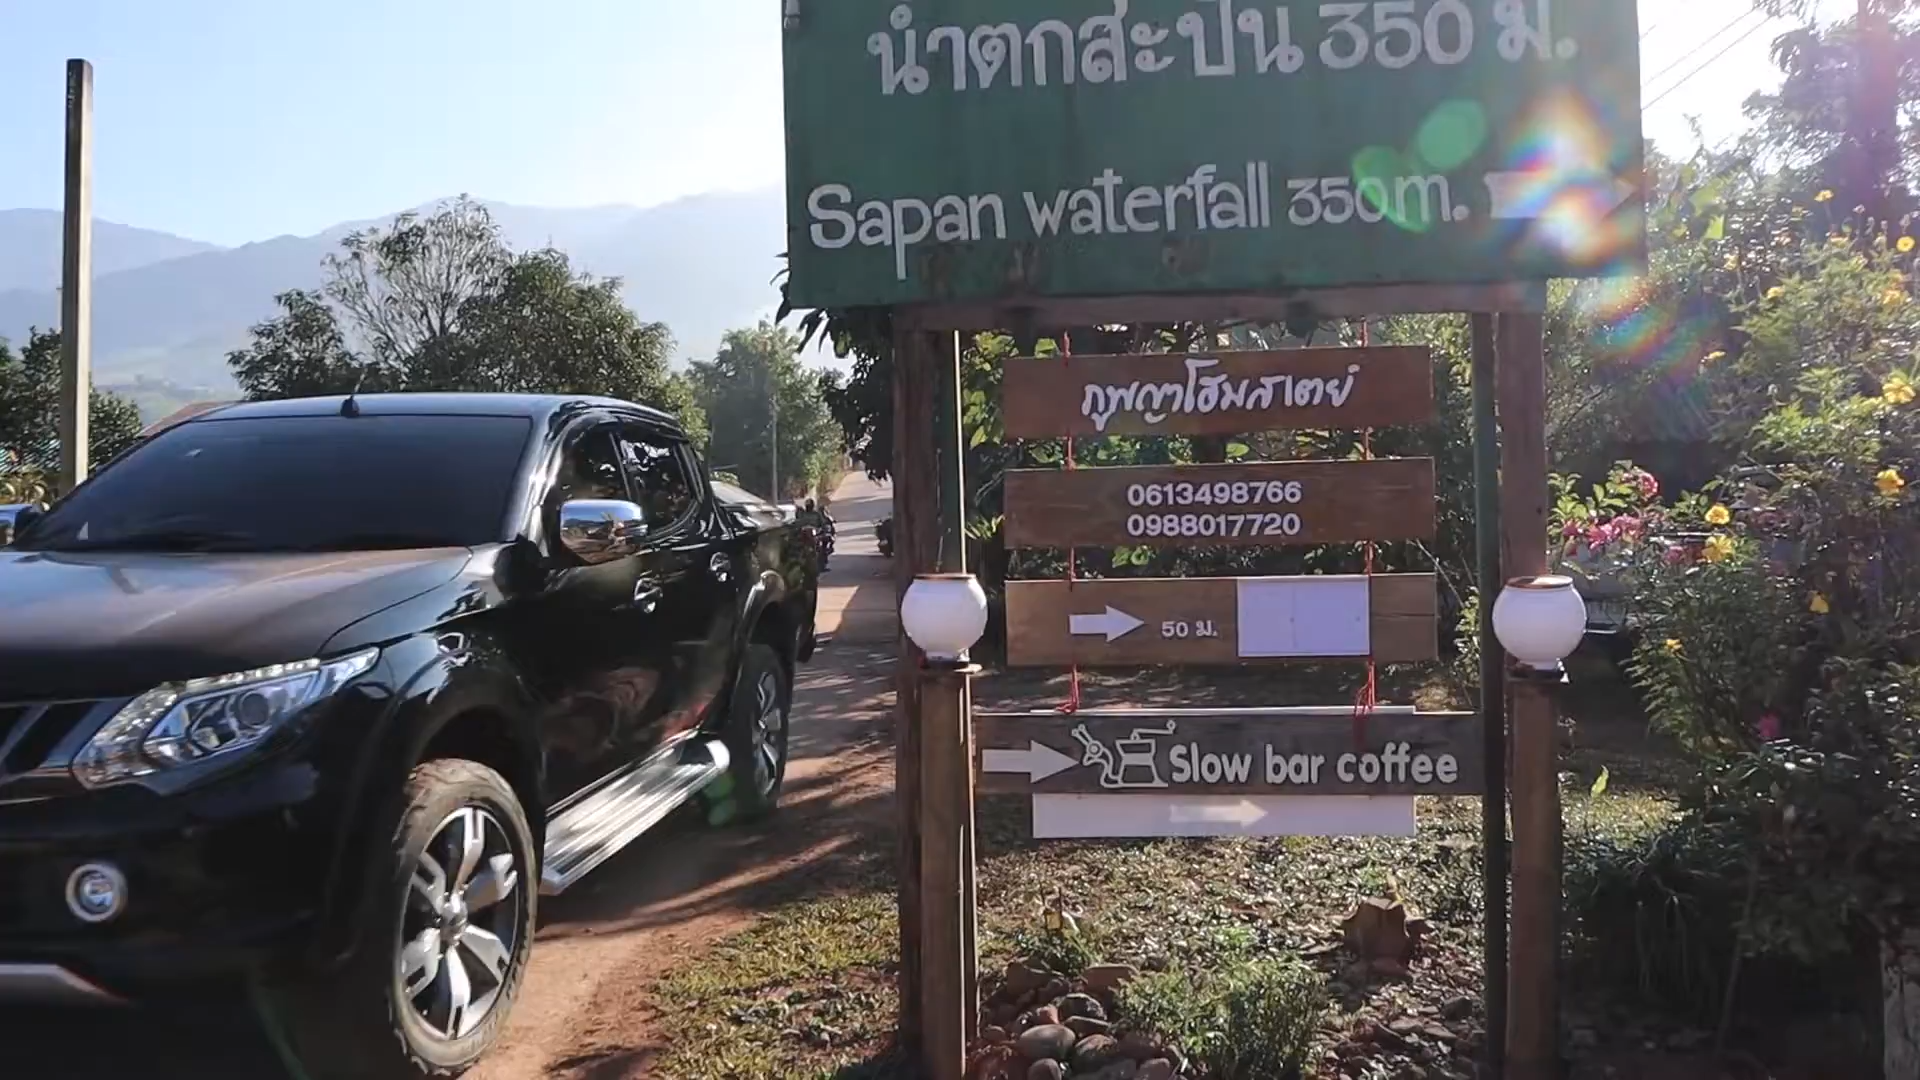 น้ำตกสะปัน 350 ม.
Sapan waterfall 350m.
ภูพญาโฮมสเตย์
0613498766
0988017720
50 ม.
Slow bar coffee